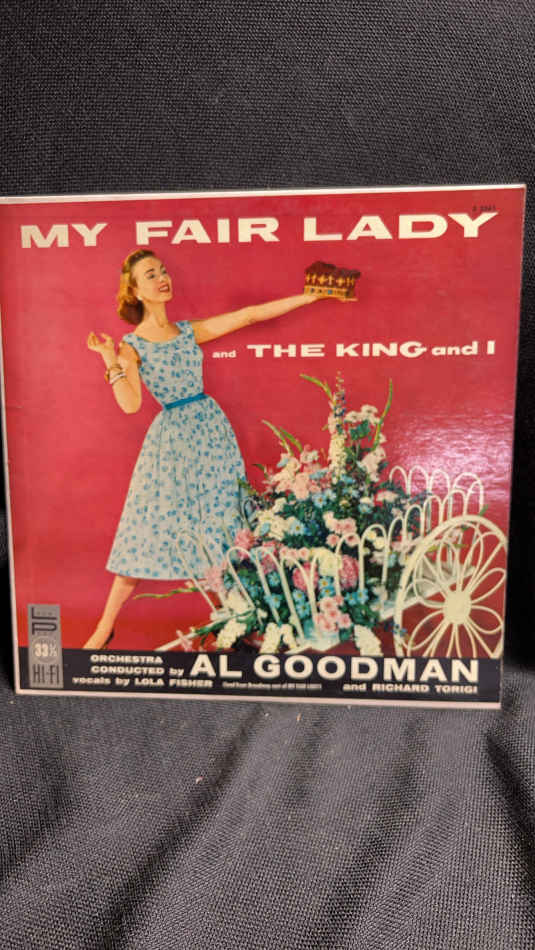 MY FAIR LADY
and THE KING and I
LP
33⅓
HI-FI
ORCHESTRA
CONDUCTED by AL GOODMAN
vocals by LOLA FISHER and RICHARD TORIGI